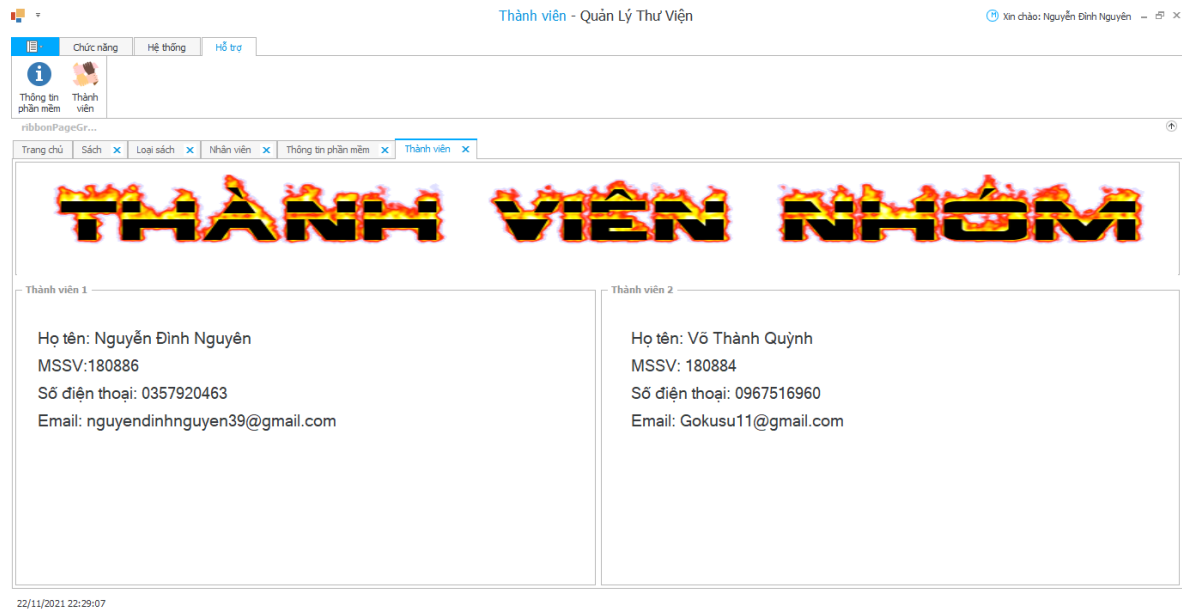 Thành viên - Quản Lý Thư Viện
Xin chào: Nguyễn Đình Nguyên
Chức năng
Hệ thống
Hỗ trợ
Thông tin phần mềm
Thành viên
ribbonPageGr...
Trang chủ
Sách
Loại sách
Nhân viên
Thông tin phần mềm
Thành viên
THÀNH VIÊN NHÓM
Thành viên 1
Họ tên: Nguyễn Đình Nguyên
MSSV:180886
Số điện thoại: 0357920463
Email: nguyendinhnguyen39@gmail.com
Thành viên 2
Họ tên: Võ Thành Quỳnh
MSSV: 180884
Số điện thoại: 0967516960
Email: Gokusu11@gmail.com
22/11/2021 22:29:07